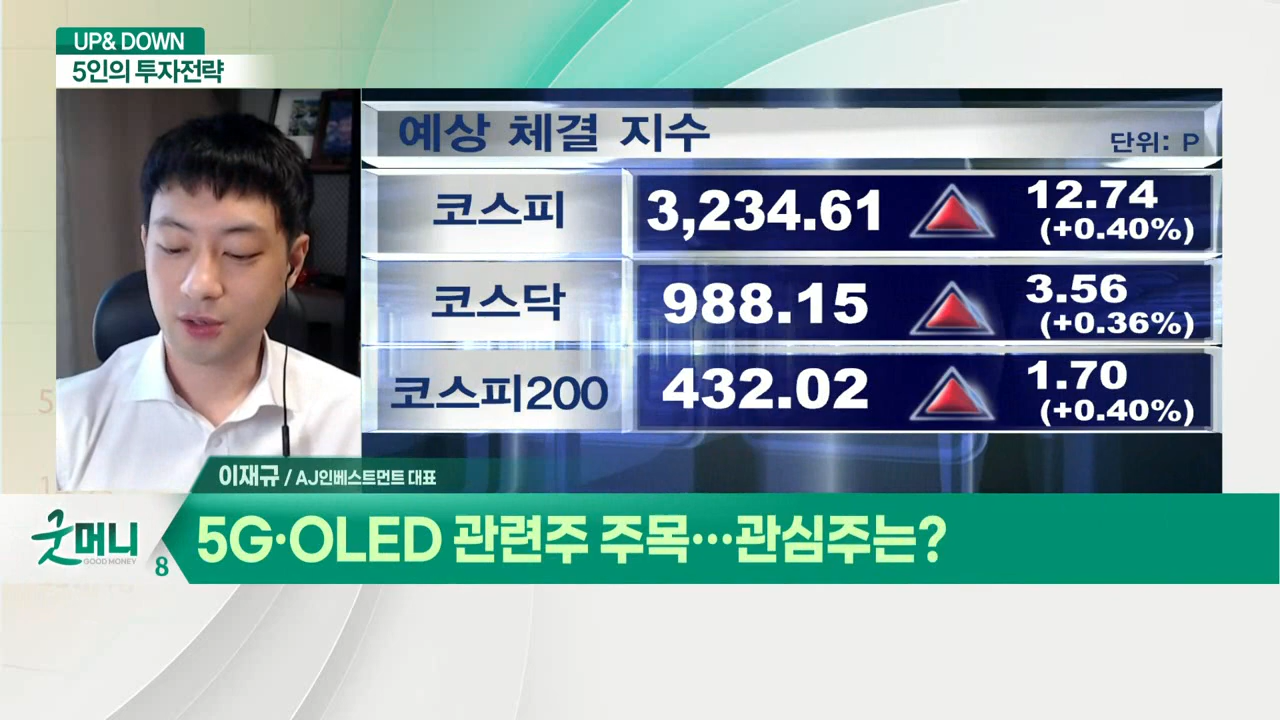 UP& DOWN
5인의 투자전략
예상 체결 지수
단위: P
코스피 3,234.61 ▲ 12.74 (+0.40%)
코스닥 988.15 ▲ 3.56 (+0.36%)
코스피200 432.02 ▲ 1.70 (+0.40%)
이재규 / AJ인베스트먼트 대표
굿머니
GOOD MONEY
8
5G·OLED 관련주 주목…관심주는?